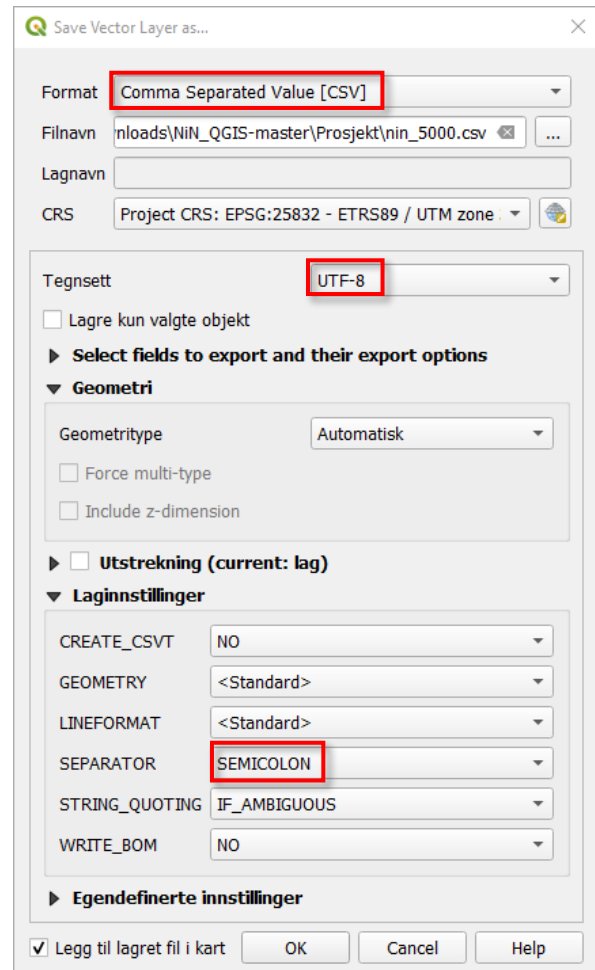 Save Vector Layer as...
Format Comma Separated Value [CSV]
Filnavn nloads\NiN_QGIS-master\Prosjekt\nin_5000.csv ...
Lagnavn
CRS Project CRS: EPSG:25832 - ETRS89 / UTM zone
Tegnsett UTF-8
Lagre kun valgte objekt
Select fields to export and their export options
Geometri
Geometritype Automatisk
Force multi-type
Include z-dimension
Utstrekning (current: lag)
Laginnstillinger
CREATE_CSVT NO
GEOMETRY <Standard>
LINEFORMAT <Standard>
SEPARATOR SEMICOLON
STRING_QUOTING IF_AMBIGUOUS
WRITE_BOM NO
Egendefinerte innstillinger
Legg til lagret fil i kart OK Cancel Help